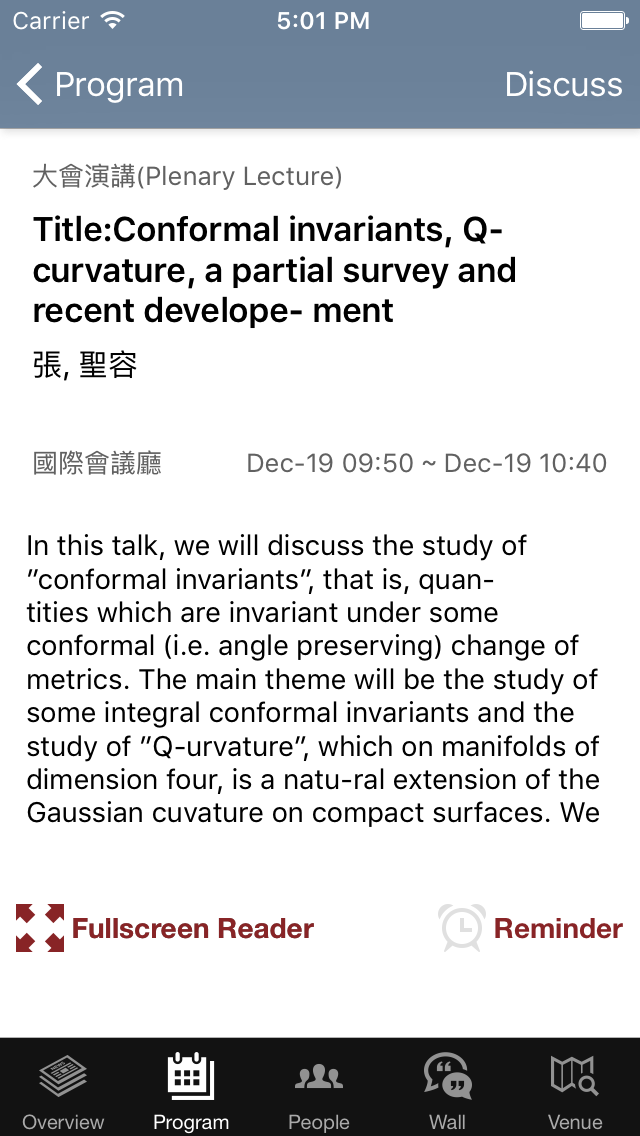 Carrier 5:01 PM
Program Discuss
大會演講(Plenary Lecture)
Title:Conformal invariants, Q-
curvature, a partial survey and
recent develope- ment
張, 聖容
國際會議廳 Dec-19 09:50 ~ Dec-19 10:40
In this talk, we will discuss the study of
”conformal invariants”, that is, quan-
tities which are invariant under some
conformal (i.e. angle preserving) change of
metrics. The main theme will be the study of
some integral conformal invariants and the
study of ”Q-urvature”, which on manifolds of
dimension four, is a natu-ral extension of the
Gaussian cuvature on compact surfaces. We
Fullscreen Reader Reminder
Overview Program People Wall Venue